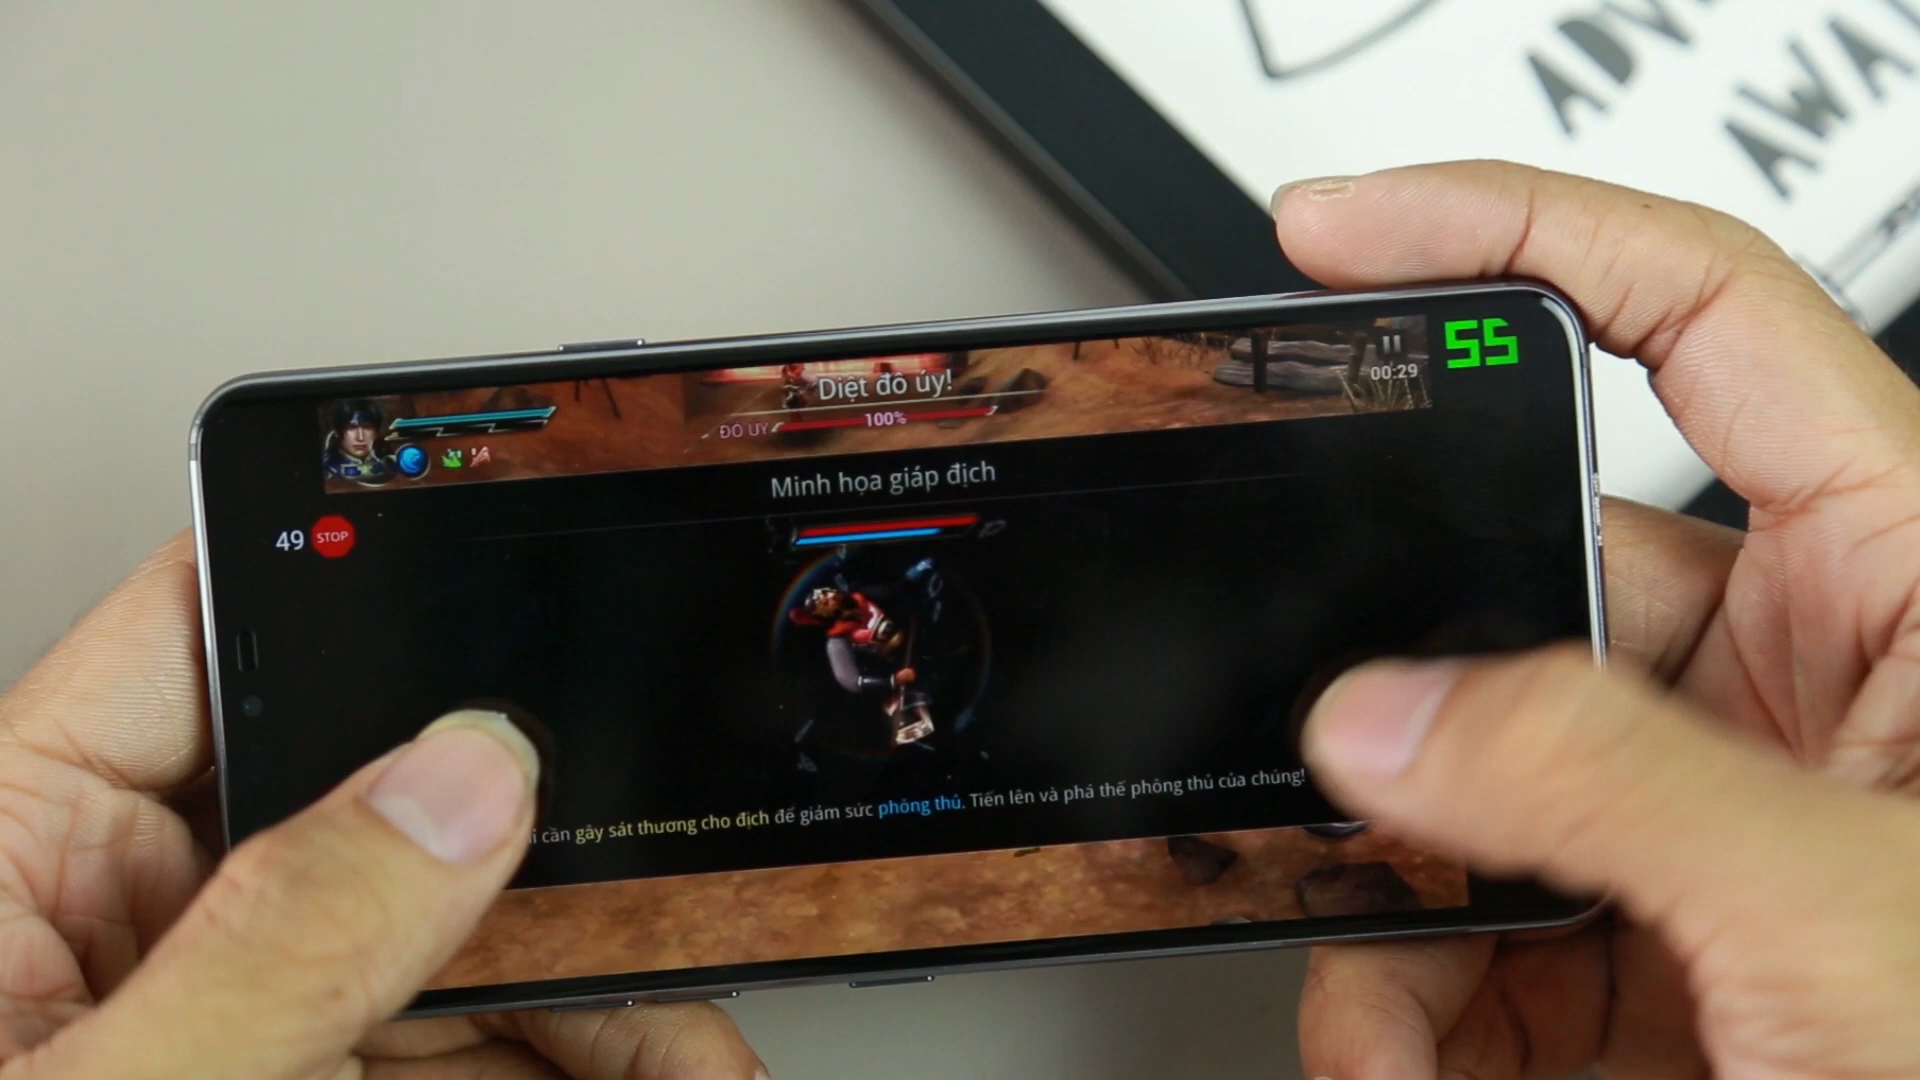 AWA
55
00:29
Diệt đô úy!
ĐÔ ÚY 100%
Minh họa giáp địch
49 STOP
cần gây sát thương cho địch để giảm sức phòng thủ. Tiến lên và phá thế phòng thủ của chúng!